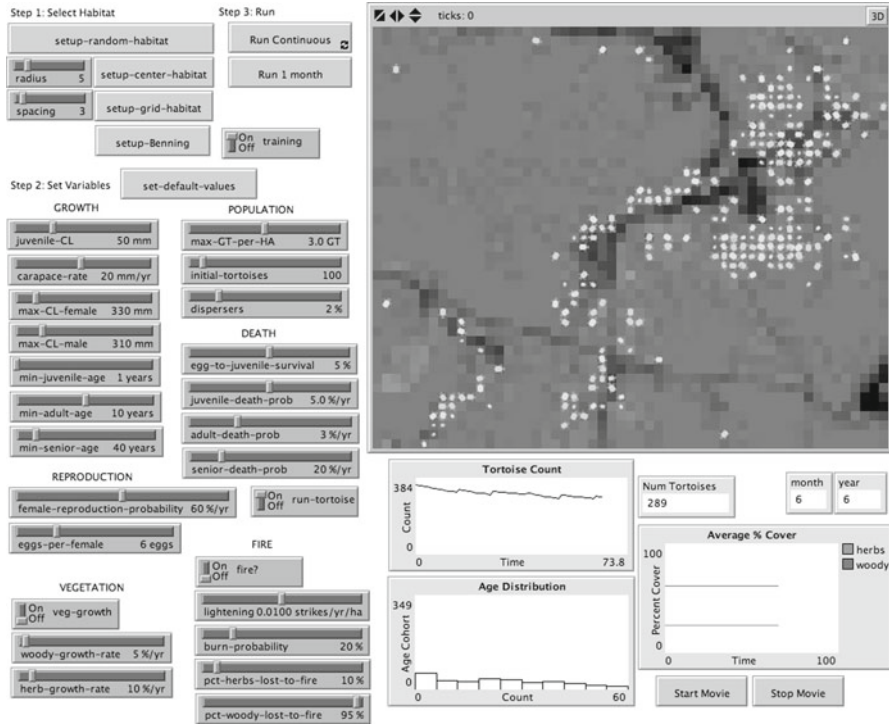 Step 1: Select Habitat
setup-random-habitat
radius 5
setup-center-habitat
spacing 3
setup-grid-habitat
setup-Benning
Step 3: Run
Run Continuous
Run 1 month
On
Off
training
Step 2: Set Variables
set-default-values
GROWTH
juvenile-CL 50 mm
carapace-rate 20 mm/yr
max-CL-female 330 mm
max-CL-male 310 mm
min-juvenile-age 1 years
min-adult-age 10 years
min-senior-age 40 years
POPULATION
max-GT-per-HA 3.0 GT
initial-tortoises 100
dispersers 2 %
DEATH
egg-to-juvenile-survival 5 %
juvenile-death-prob 5.0 %/yr
adult-death-prob 3 %/yr
senior-death-prob 20 %/yr
REPRODUCTION
female-reproduction-probability 60 %/yr
eggs-per-female 6 eggs
On
Off
run-tortoise
VEGETATION
On
Off
veg-growth
woody-growth-rate 5 %/yr
herb-growth-rate 10 %/yr
FIRE
On
Off
fire?
lightening 0.0100 strikes/yr/ha
burn-probability 20 %
pct-herbs-lost-to-fire 10 %
pct-woody-lost-to-fire 95 %
ticks: 0
3D
Tortoise Count
384
Count
0
0 Time 73.8
Age Distribution
349
Age Cohort
0
0 Count 60
Num Tortoises
289
month
6
year
6
Average % Cover
100
Percent Cover
0
0 Time 100
herbs
woody
Start Movie
Stop Movie